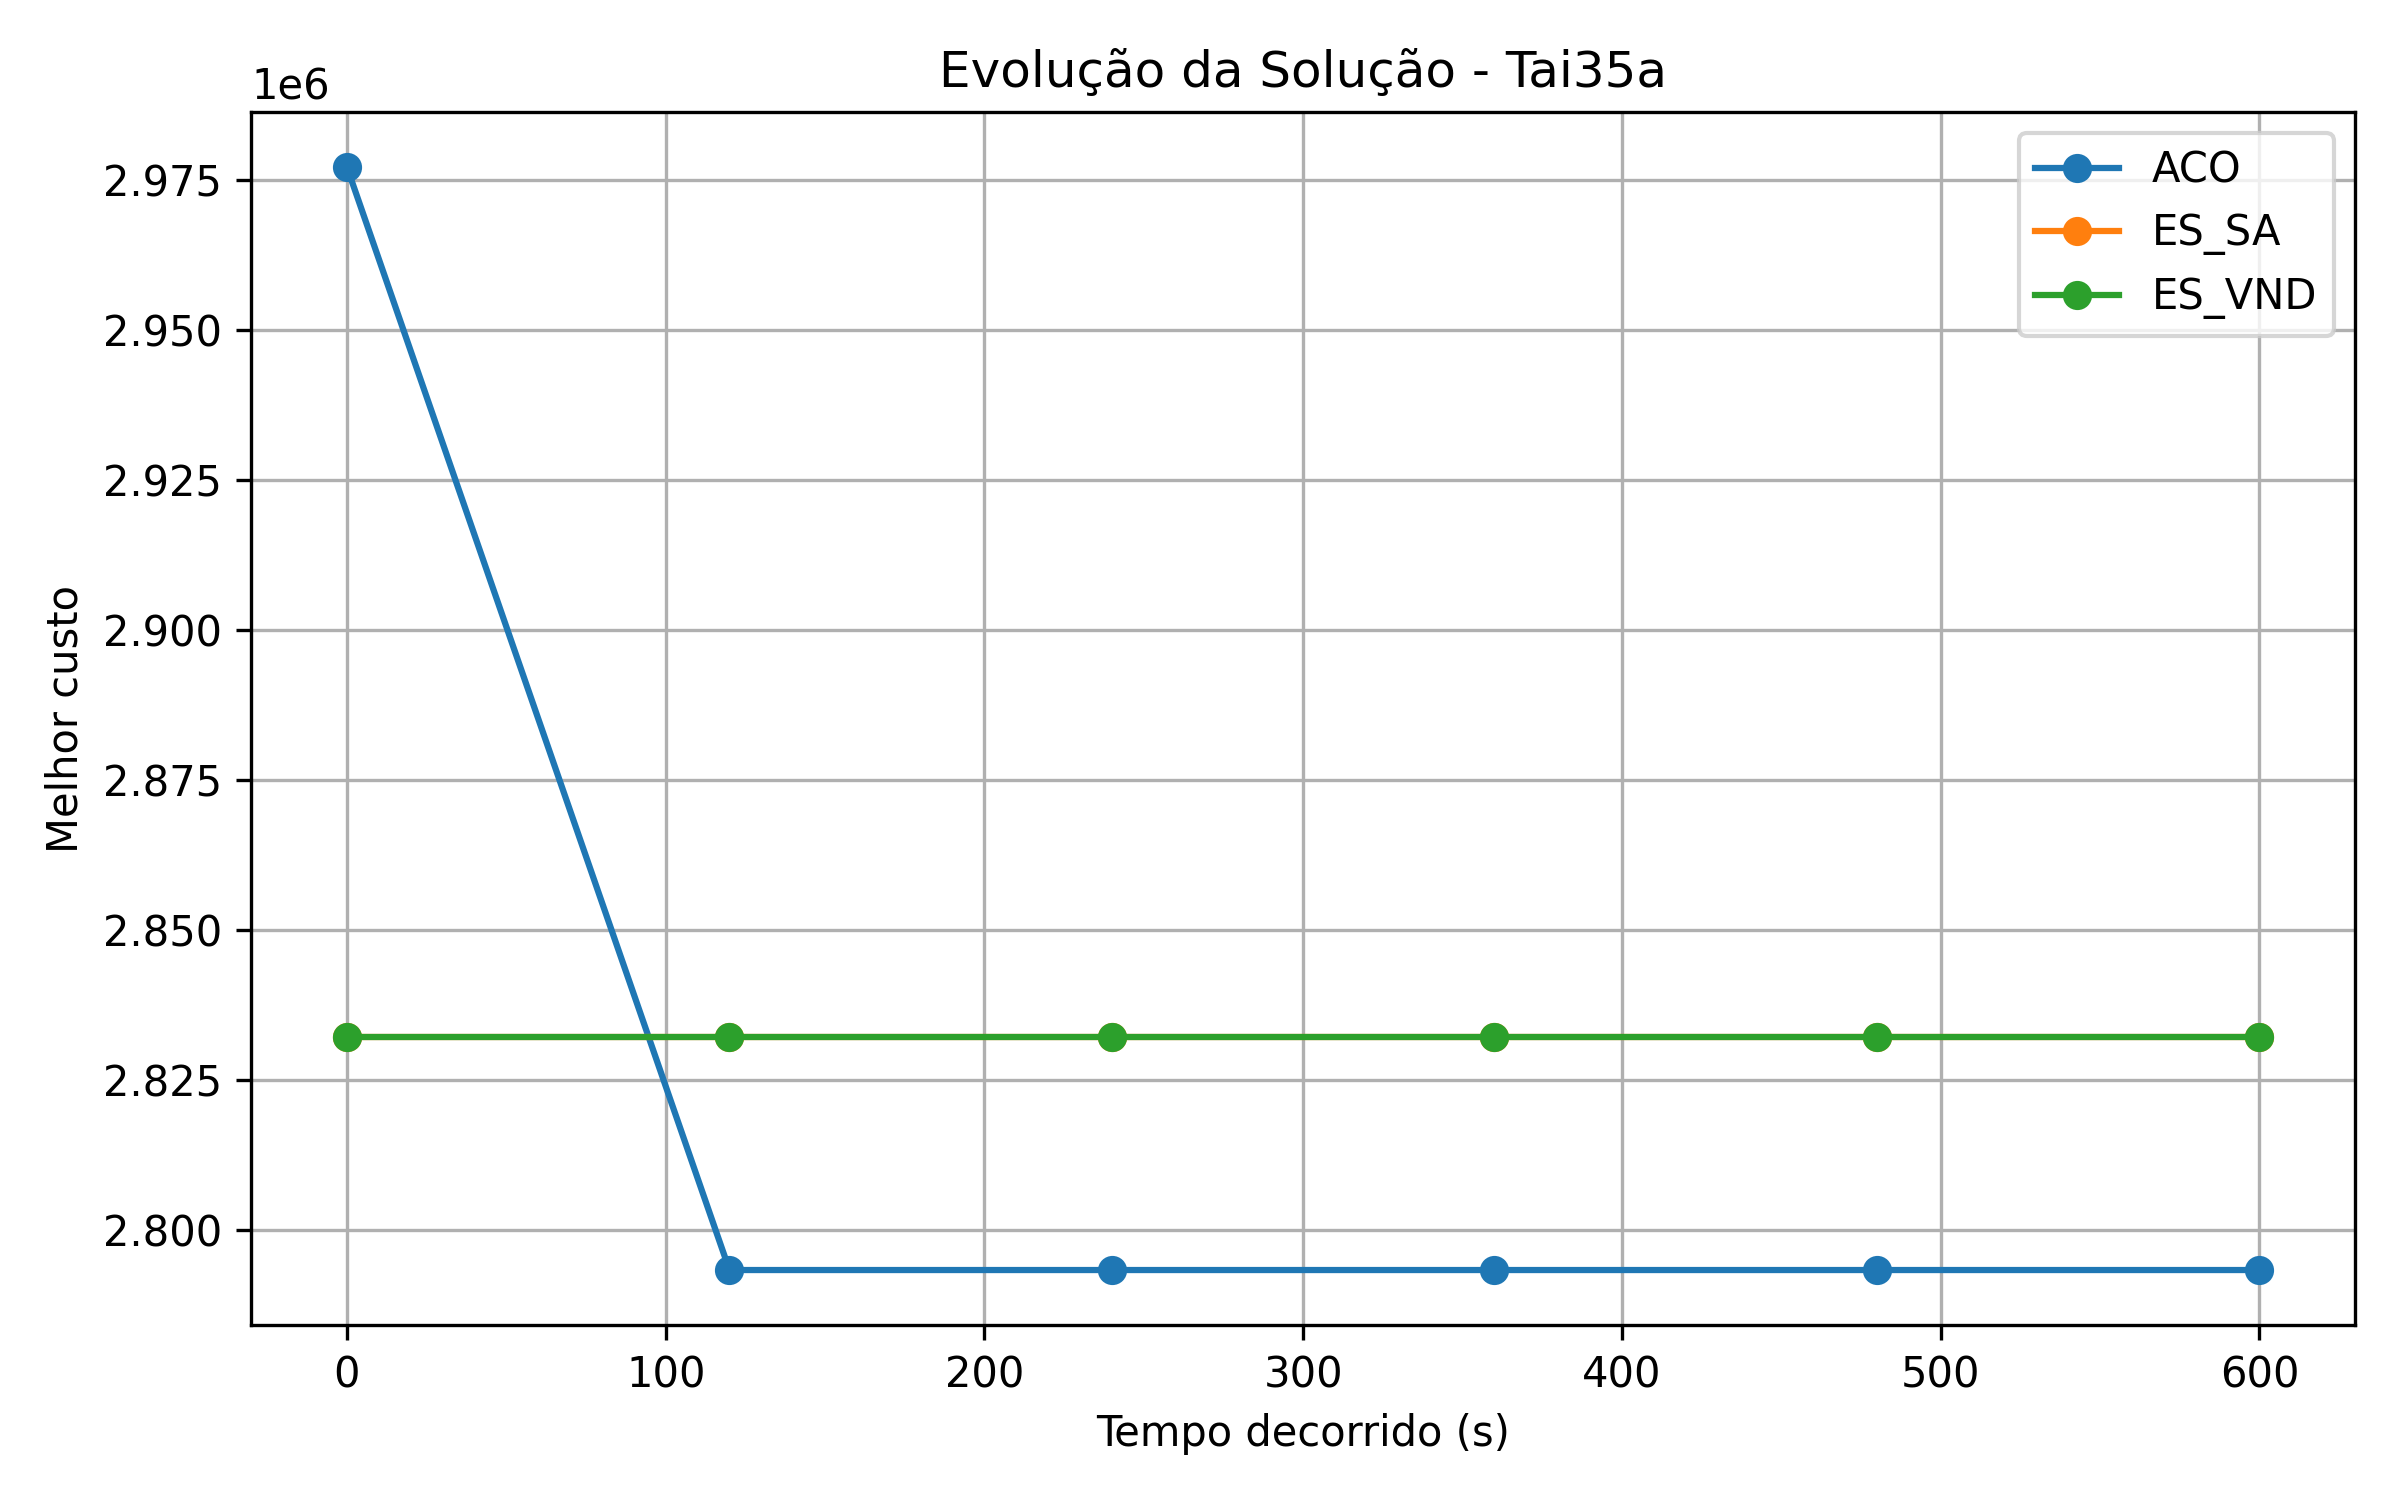 Evolução da Solução - Tai35a
1e6
2.975
2.950
2.925
2.900
2.875
2.850
2.825
2.800
Melhor custo
ACO
ES_SA
ES_VND
0 100 200 300 400 500 600
Tempo decorrido (s)